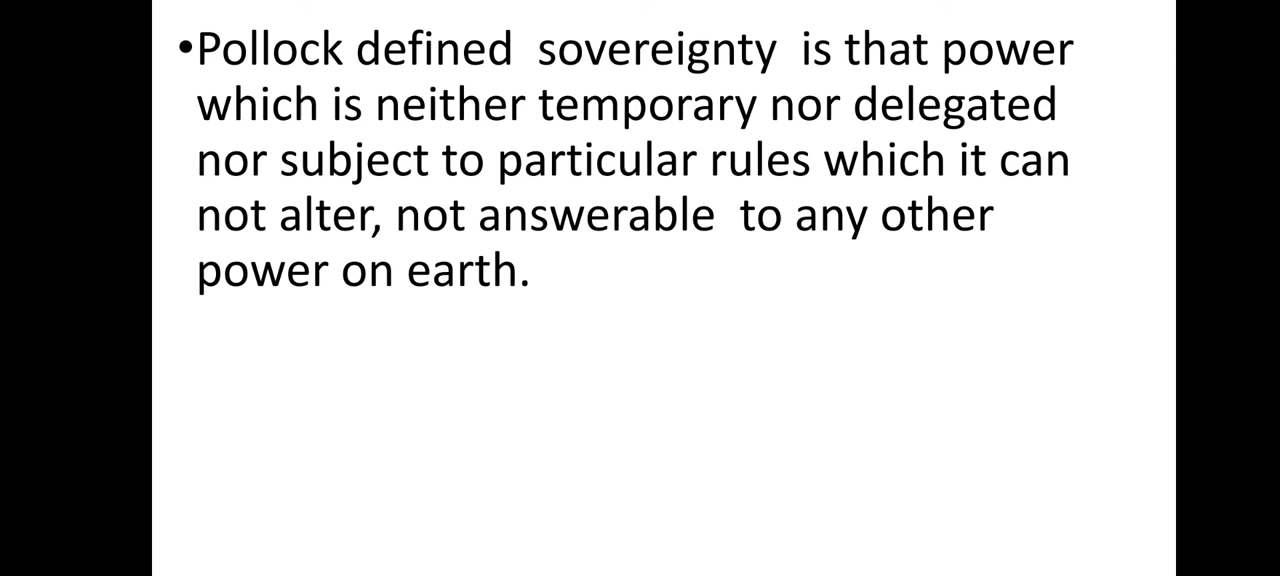 •Pollock defined sovereignty is that power
which is neither temporary nor delegated
nor subject to particular rules which it can
not alter, not answerable to any other
power on earth.